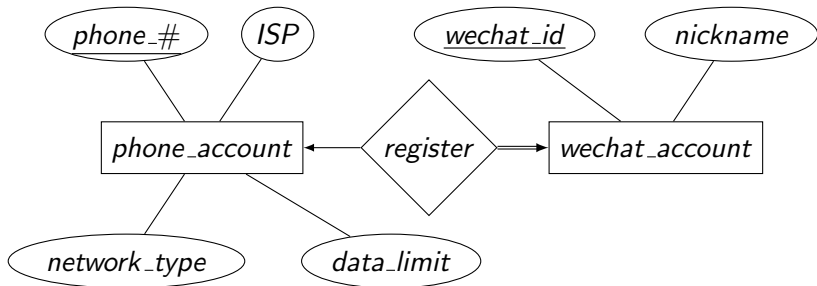 phone_# ISP wechat_id nickname
phone_account register wechat_account
network_type data_limit